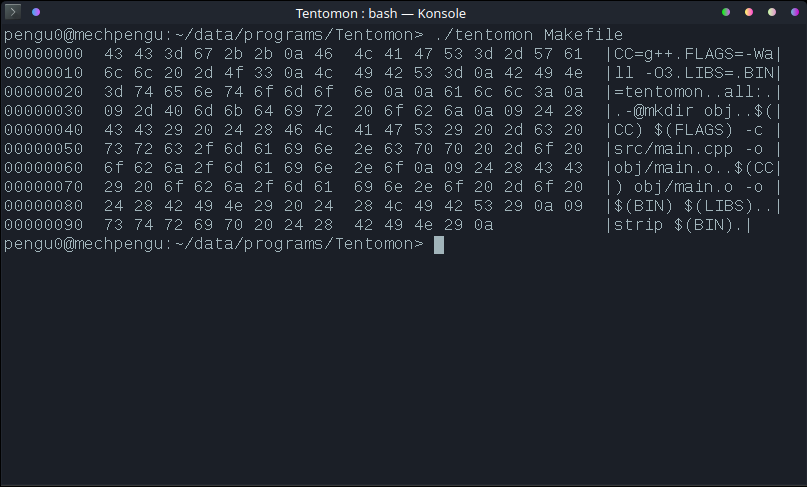 Tentomon : bash — Konsole
pengu0@mechpengu:~/data/programs/Tentomon> ./tentomon Makefile
00000000  43 43 3d 67 2b 2b 0a 46  4c 41 47 53 3d 2d 57 61  |CC=g++.FLAGS=-Wa|
00000010  6c 6c 20 2d 4f 33 0a 4c  49 42 53 3d 0a 42 49 4e  |ll -O3.LIBS=.BIN|
00000020  3d 74 65 6e 74 6f 6d 6f  6e 0a 0a 61 6c 6c 3a 0a  |=tentomon..all:.|
00000030  09 2d 40 6d 6b 64 69 72  20 6f 62 6a 0a 09 24 28  |.-@mkdir obj..$(|
00000040  43 43 29 20 24 28 46 4c  41 47 53 29 20 2d 63 20  |CC) $(FLAGS) -c |
00000050  73 72 63 2f 6d 61 69 6e  2e 63 70 70 20 2d 6f 20  |src/main.cpp -o |
00000060  6f 62 6a 2f 6d 61 69 6e  2e 6f 0a 09 24 28 43 43  |obj/main.o..$(CC|
00000070  29 20 6f 62 6a 2f 6d 61  69 6e 2e 6f 20 2d 6f 20  |) obj/main.o -o |
00000080  24 28 42 49 4e 29 20 24  28 4c 49 42 53 29 0a 09  |$(BIN) $(LIBS)..|
00000090  73 74 72 69 70 20 24 28  42 49 4e 29 0a           |strip $(BIN).|
pengu0@mechpengu:~/data/programs/Tentomon>